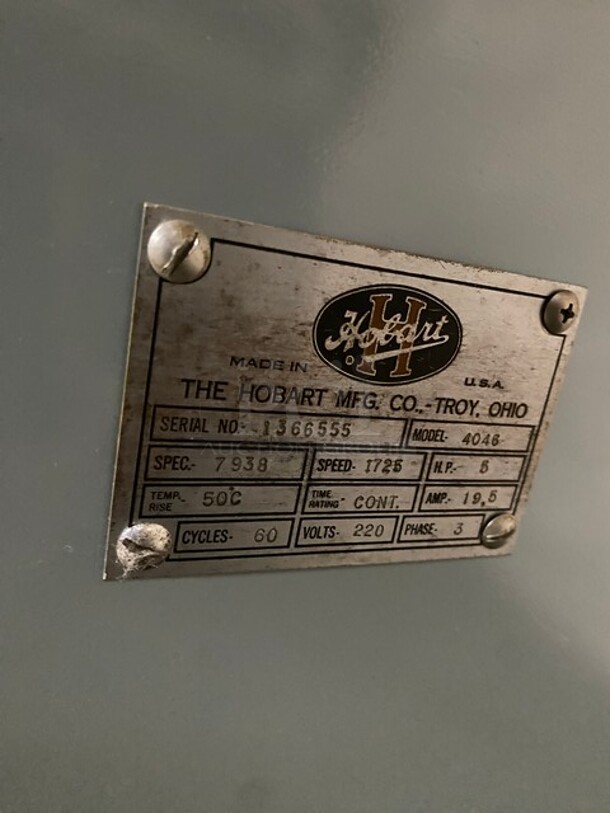 Hobart
MADE IN U.S.A.
THE HOBART MFG. CO.,-TROY, OHIO
SERIAL NO.- 1366555 MODEL- 4046
SPEC.- 7938 SPEED- 1725 H.P.- 5
TEMP. RISE 50°C TIME RATING- CONT. AMP.- 19.5
CYCLES- 60 VOLTS- 220 PHASE- 3